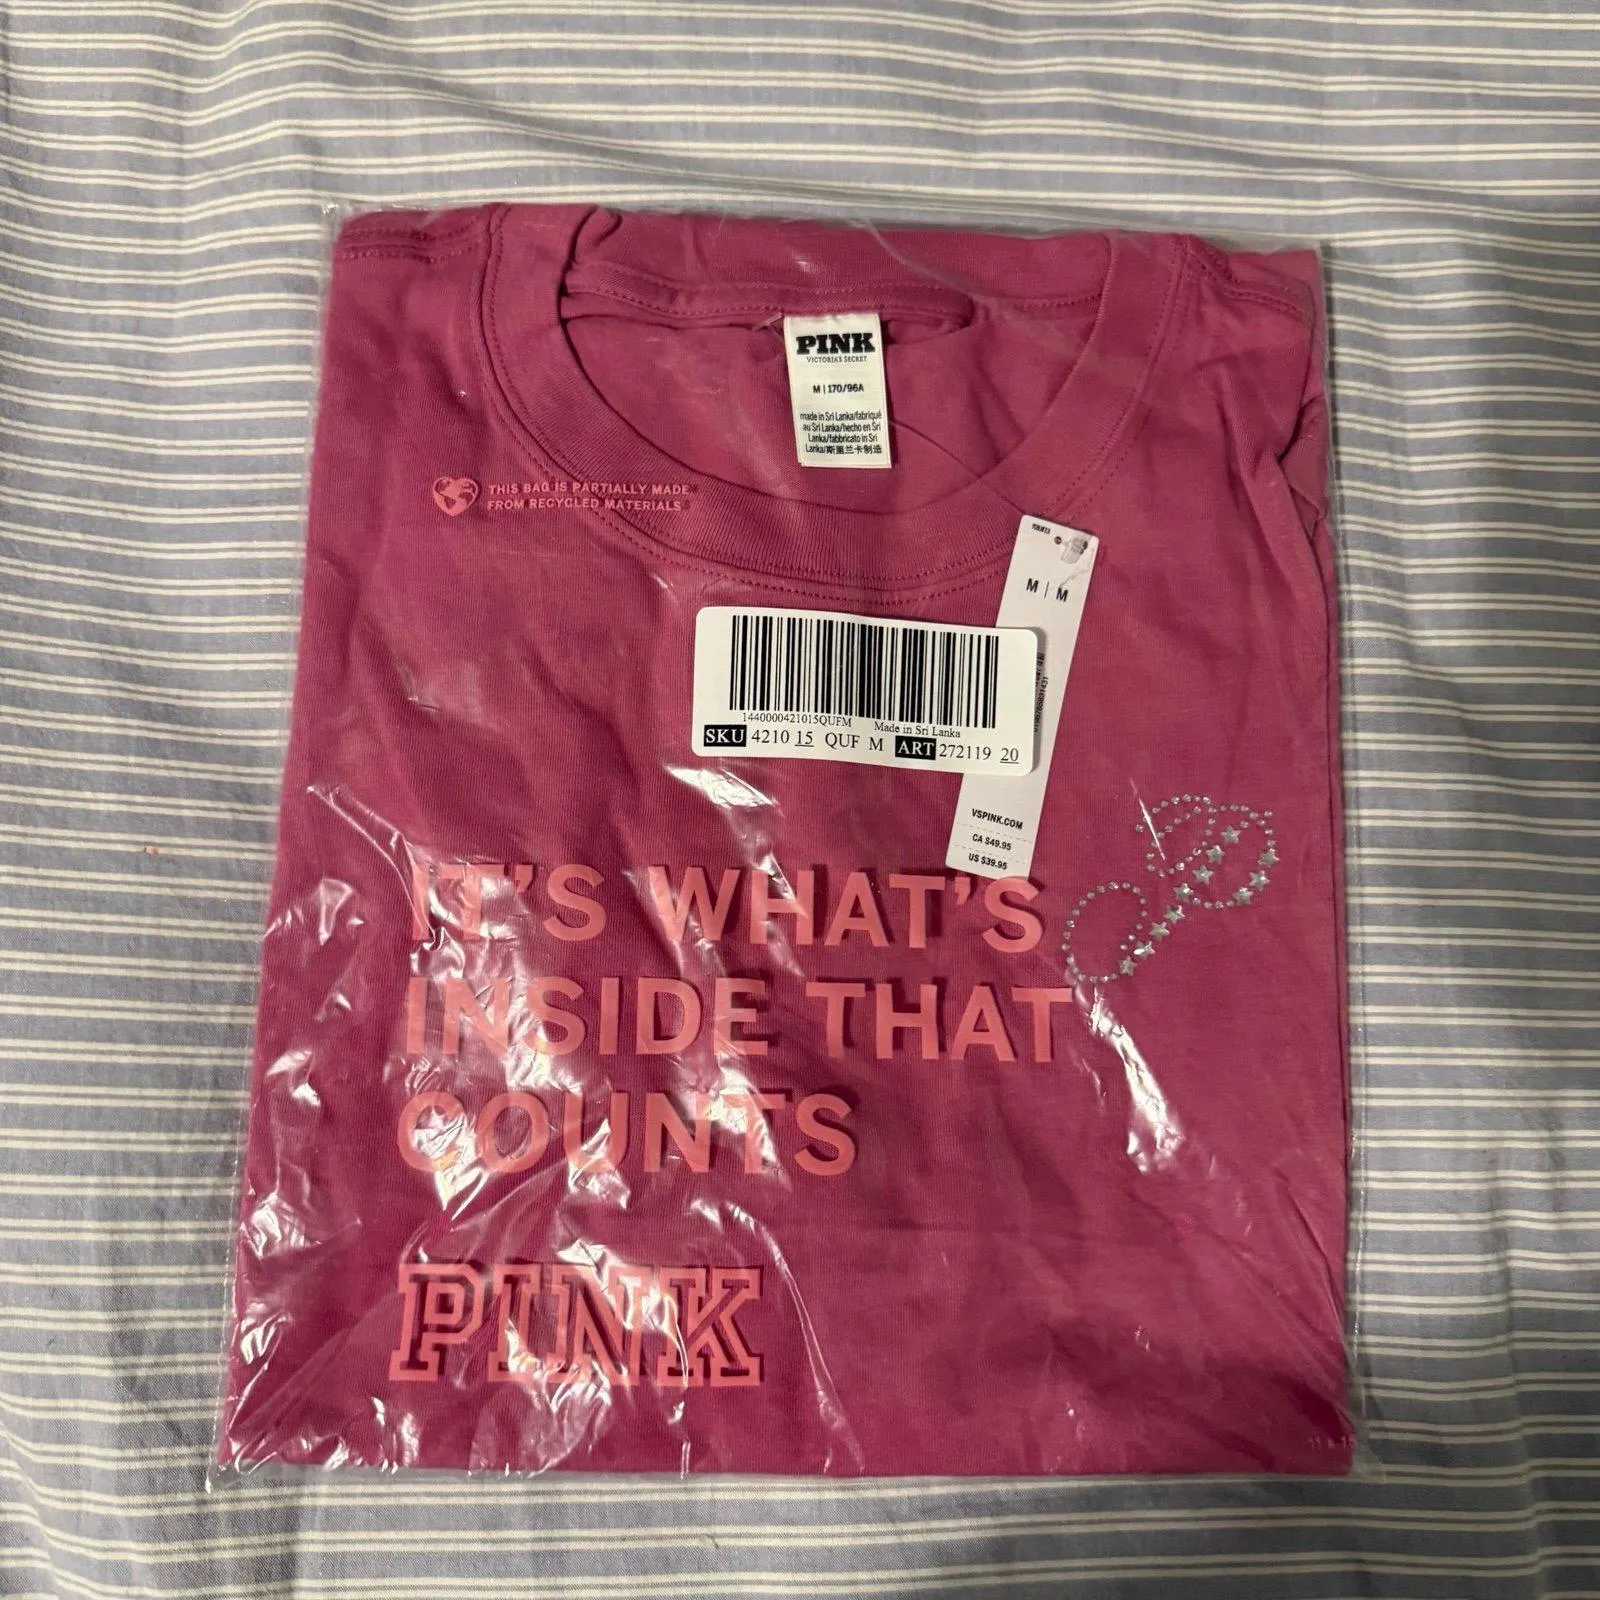 PINK
VICTORIA'S SECRET
M | 170/96A
made in Sri Lanka/fabriqué
au Sri Lanka/hecho en Sri
Lanka/fabbricato in Sri
Lanka/斯里兰卡制造
THIS BAG IS PARTIALLY MADE
FROM RECYCLED MATERIALS
M | M
1440000421015QUFM Made in Sri Lanka
SKU 4210 15 QUF M ART 272119 20
VSPINK.COM
CA $49.95
US $39.95
IT'S WHAT'S
INSIDE THAT
COUNTS
PINK